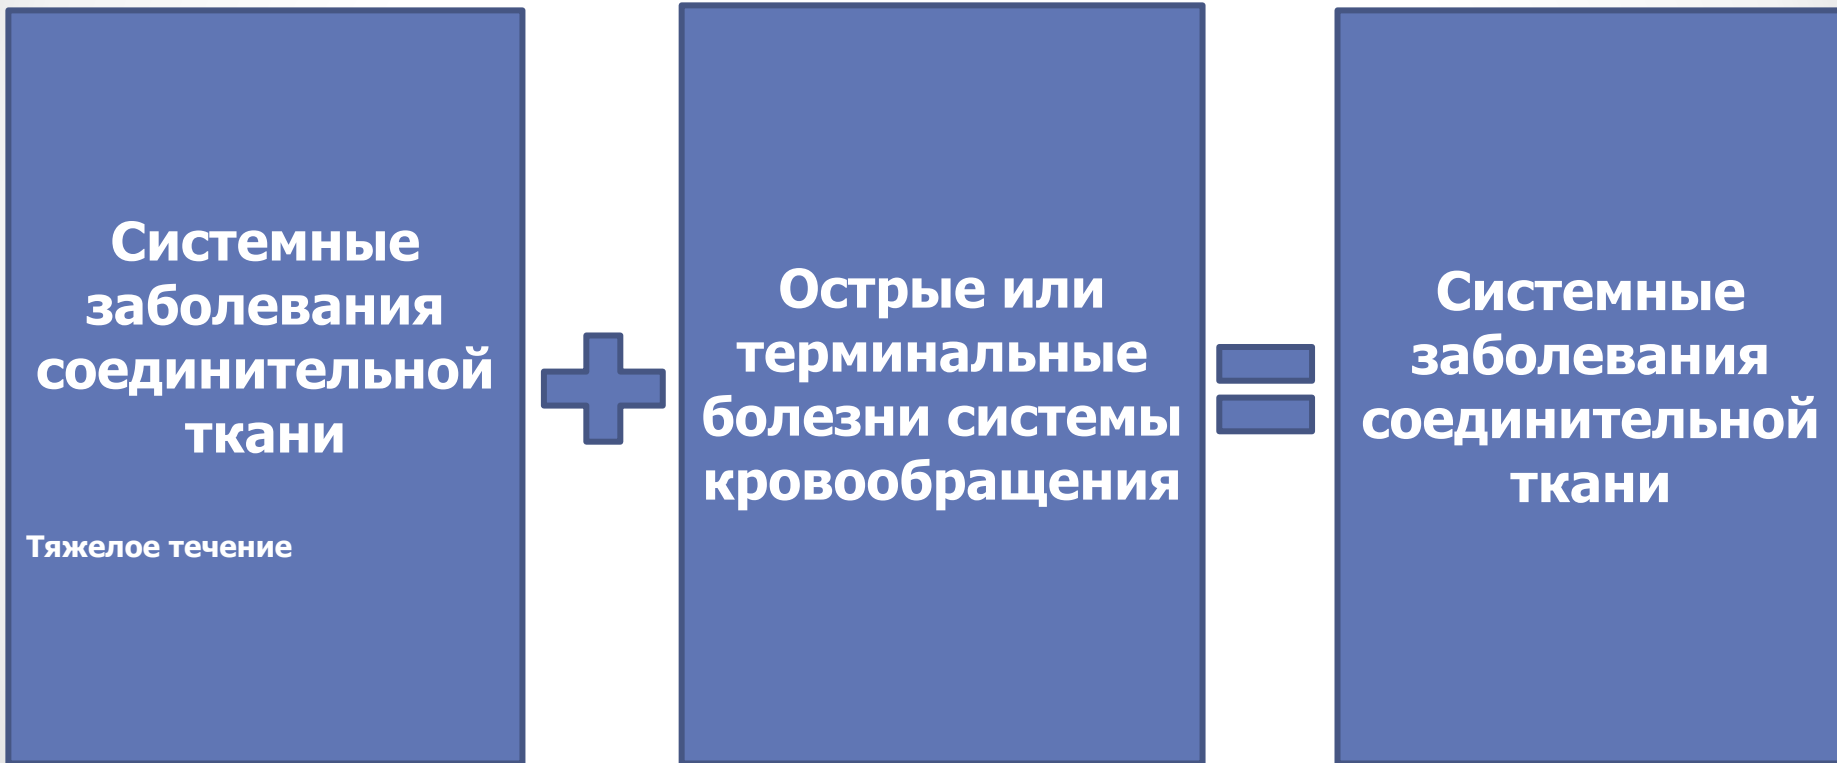 Системные
заболевания
соединительной
ткани
Тяжелое течение
Острые или
терминальные
болезни системы
кровообращения
Системные
заболевания
соединительной
ткани